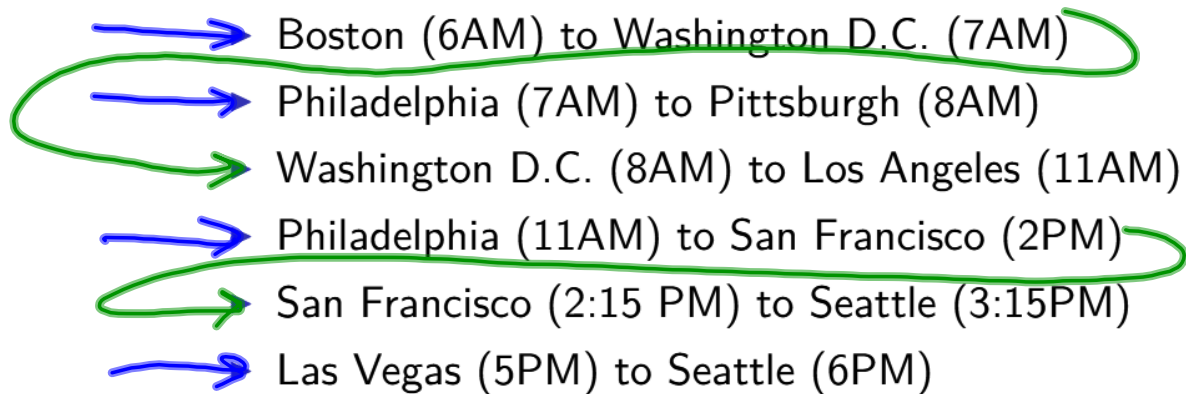 Boston (6AM) to Washington D.C. (7AM)
Philadelphia (7AM) to Pittsburgh (8AM)
Washington D.C. (8AM) to Los Angeles (11AM)
Philadelphia (11AM) to San Francisco (2PM)
San Francisco (2:15 PM) to Seattle (3:15PM)
Las Vegas (5PM) to Seattle (6PM)